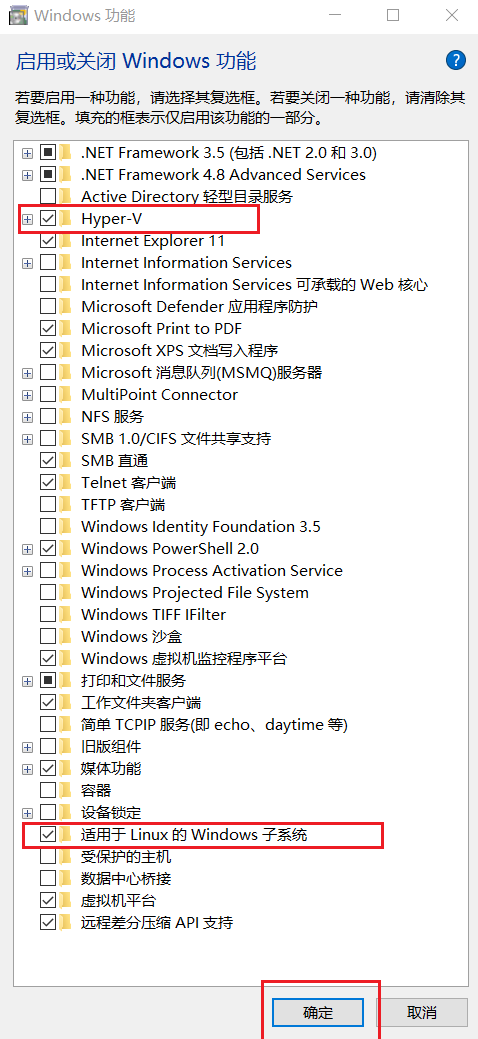 Windows 功能
启用或关闭 Windows 功能
?
若要启用一种功能，请选择其复选框。若要关闭一种功能，请清除其
复选框。填充的框表示仅启用该功能的一部分。
.NET Framework 3.5 (包括 .NET 2.0 和 3.0)
.NET Framework 4.8 Advanced Services
Active Directory 轻型目录服务
Hyper-V
Internet Explorer 11
Internet Information Services
Internet Information Services 可承载的 Web 核心
Microsoft Defender 应用程序防护
Microsoft Print to PDF
Microsoft XPS 文档写入程序
Microsoft 消息队列(MSMQ)服务器
MultiPoint Connector
NFS 服务
SMB 1.0/CIFS 文件共享支持
SMB 直通
Telnet 客户端
TFTP 客户端
Windows Identity Foundation 3.5
Windows PowerShell 2.0
Windows Process Activation Service
Windows Projected File System
Windows TIFF IFilter
Windows 沙盒
Windows 虚拟机监控程序平台
打印和文件服务
工作文件夹客户端
简单 TCPIP 服务(即 echo、daytime 等)
旧版组件
媒体功能
容器
设备锁定
适用于 Linux 的 Windows 子系统
受保护的主机
数据中心桥接
虚拟机平台
远程差分压缩 API 支持
确定
取消